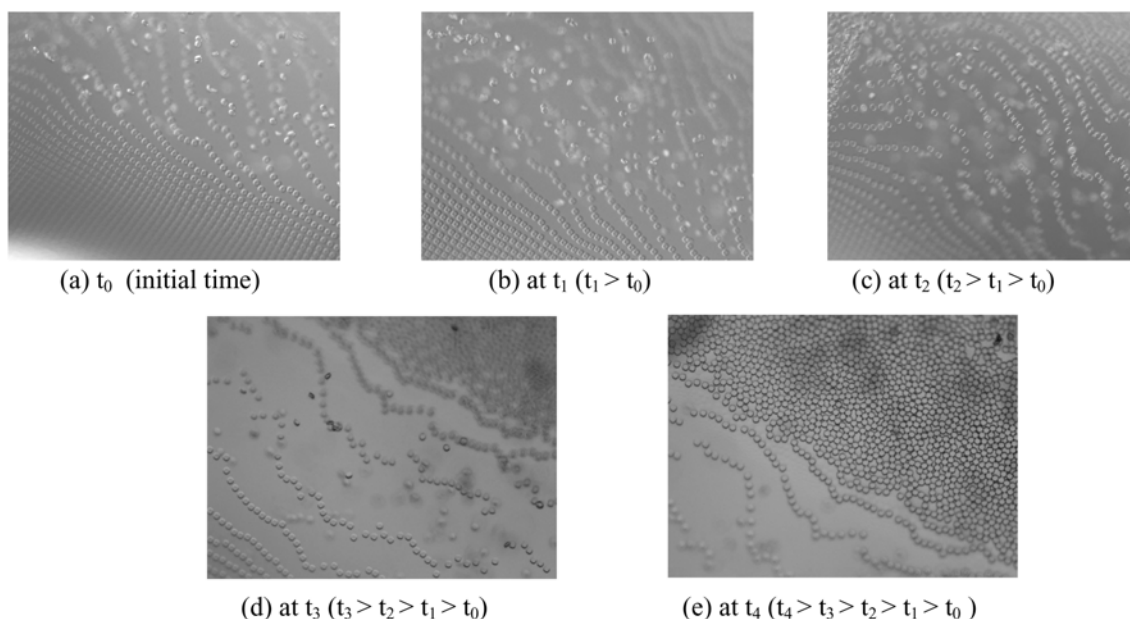 (a) t₀ (initial time)
(b) at t₁ (t₁ > t₀)
(c) at t₂ (t₂ > t₁ > t₀)
(d) at t₃ (t₃ > t₂ > t₁ > t₀)
(e) at t₄ (t₄ > t₃ > t₂ > t₁ > t₀ )